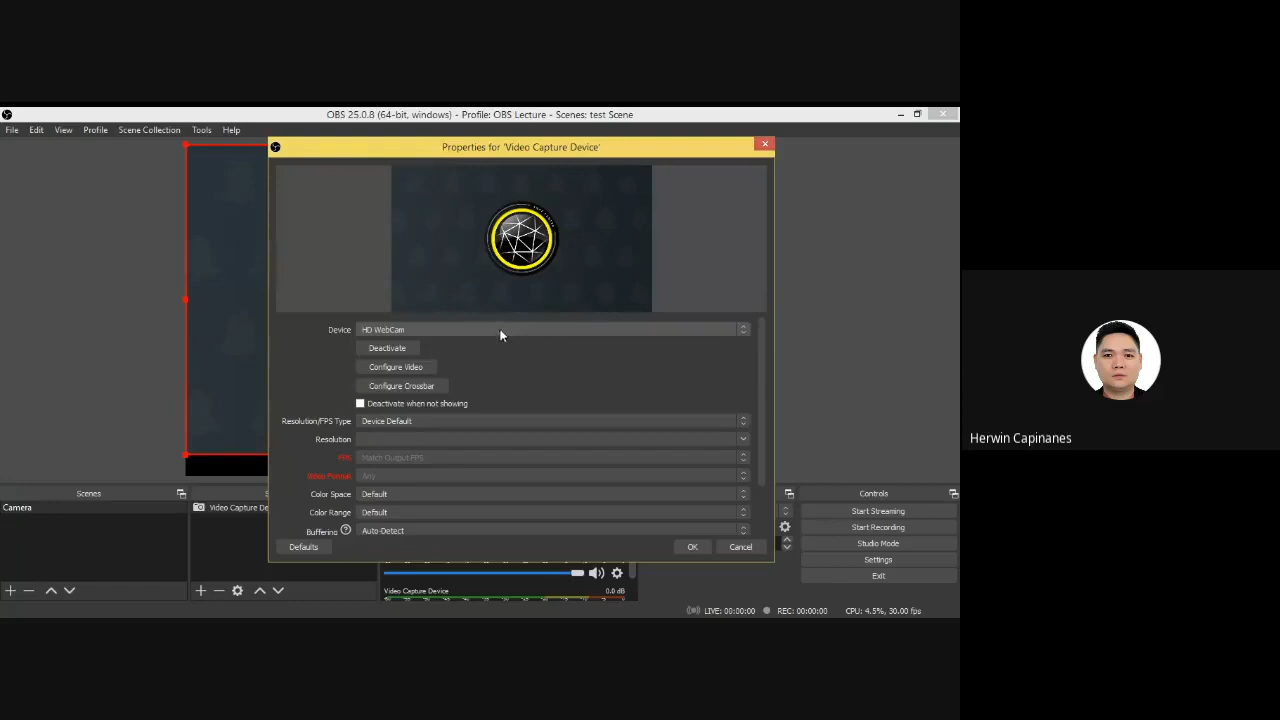 OBS 25.0.8 (64-bit, windows) - Profile: OBS Lecture - Scenes: test Scene
File Edit View Profile Scene Collection Tools Help
Properties for 'Video Capture Device'
Device HD WebCam
Deactivate
Configure Video
Configure Crossbar
Deactivate when not showing
Resolution/FPS Type Device Default
Resolution
FPS Match Output FPS
Video Format Any
Color Space Default
Color Range Default
Buffering Auto-Detect
Defaults OK Cancel
Scenes
Camera
Video Capture De
Video Capture Device 0.0 dB
Controls
Start Streaming
Start Recording
Studio Mode
Settings
Exit
LIVE: 00:00:00 REC: 00:00:00 CPU: 4.5%, 30.00 fps
Herwin Capinanes